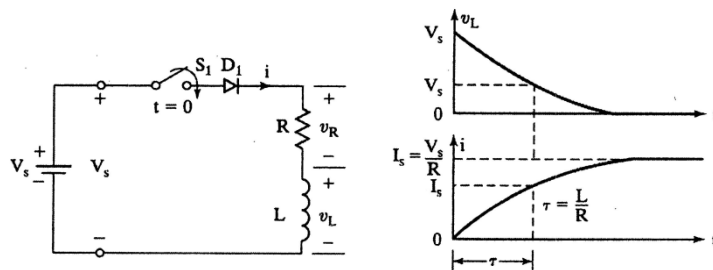 S₁ D₁ i
+ t = 0 +
R v_R
−
V_s + − V_s
+
L v_L
− −
V_s v_L
V_s
0
I_s = V_s/R i
I_s
τ = L/R
0
τ